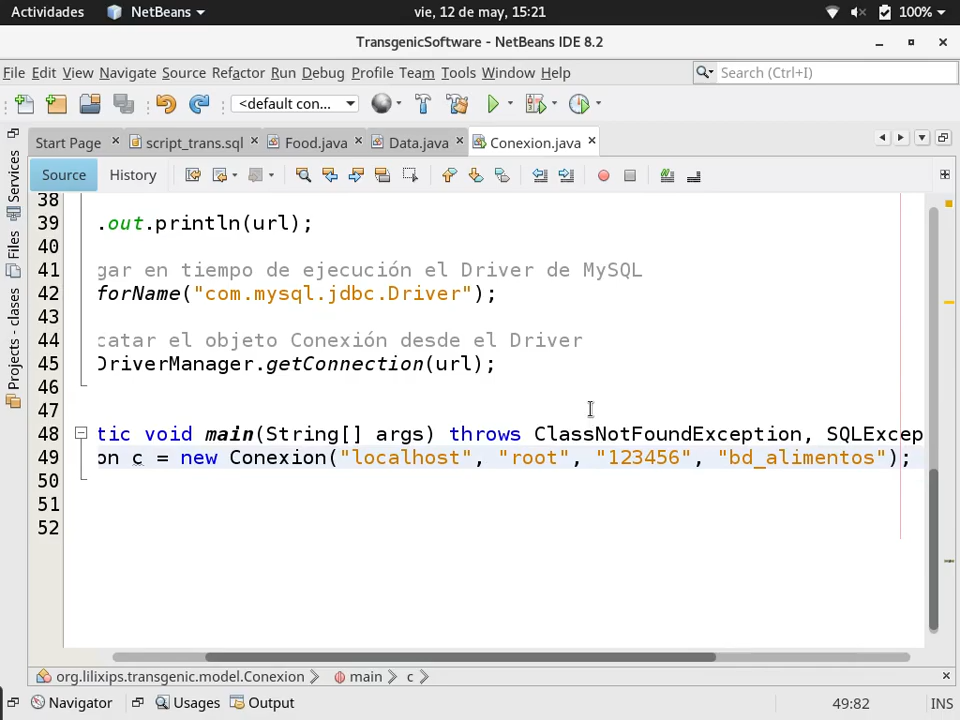 Actividades NetBeans vie, 12 de may, 15:21 100%
TransgenicSoftware - NetBeans IDE 8.2
File Edit View Navigate Source Refactor Run Debug Profile Team Tools Window Help Search (Ctrl+I)
<default con...
Start Page script_trans.sql Food.java Data.java Conexion.java
Source History
Services
Files
Projects - clases
38
39 .out.println(url);
40
41 gar en tiempo de ejecución el Driver de MySQL
42 forName("com.mysql.jdbc.Driver");
43
44 catar el objeto Conexión desde el Driver
45 DriverManager.getConnection(url);
46
47
48 tic void main(String[] args) throws ClassNotFoundException, SQLExcep
49 on c = new Conexion("localhost", "root", "123456", "bd_alimentos");
50
51
52
org.lilixips.transgenic.model.Conexion main c
Navigator Usages Output 49:82 INS